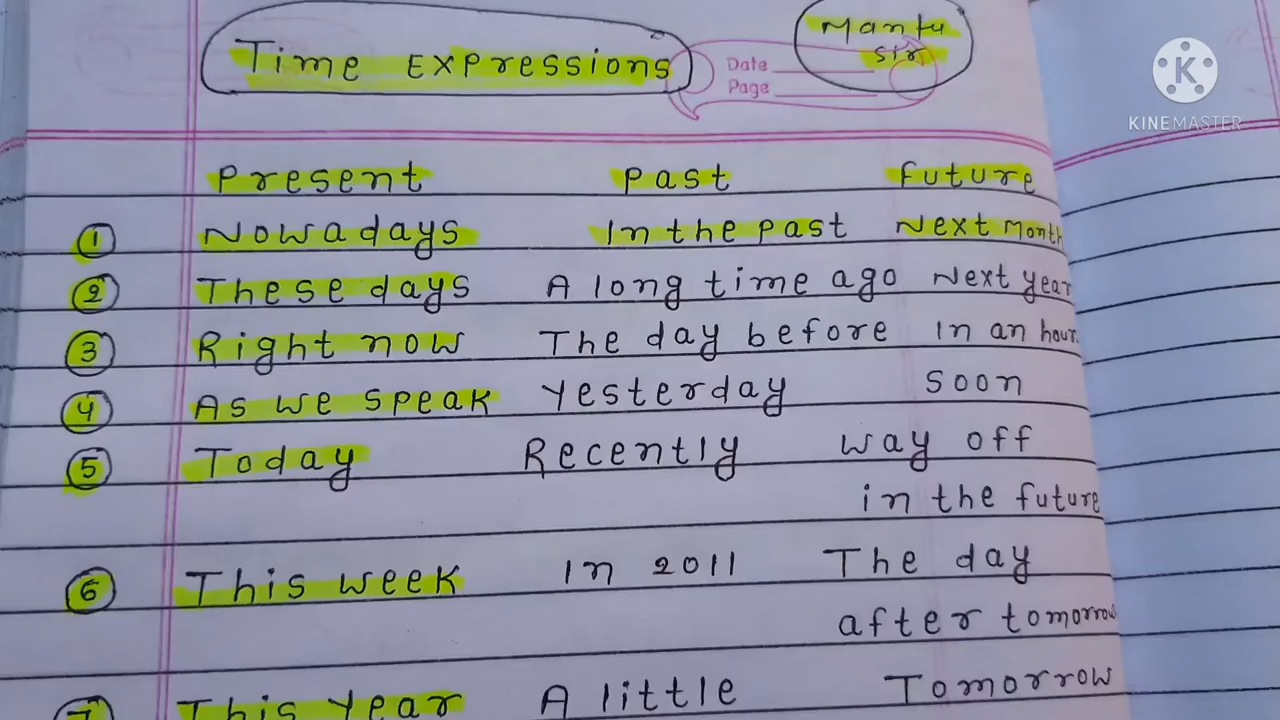 Time Expressions
Mantu
sir
Date
Page
KINEMASTER
Present Past Future
1 Nowadays In the past Next Month
2 These days A long time ago Next year
3 Right now The day before In an hour
4 As we speak Yesterday Soon
5 Today Recently way off
in the future
6 This week In 2011 The day
after tomorrow
7 This year A little Tomorrow